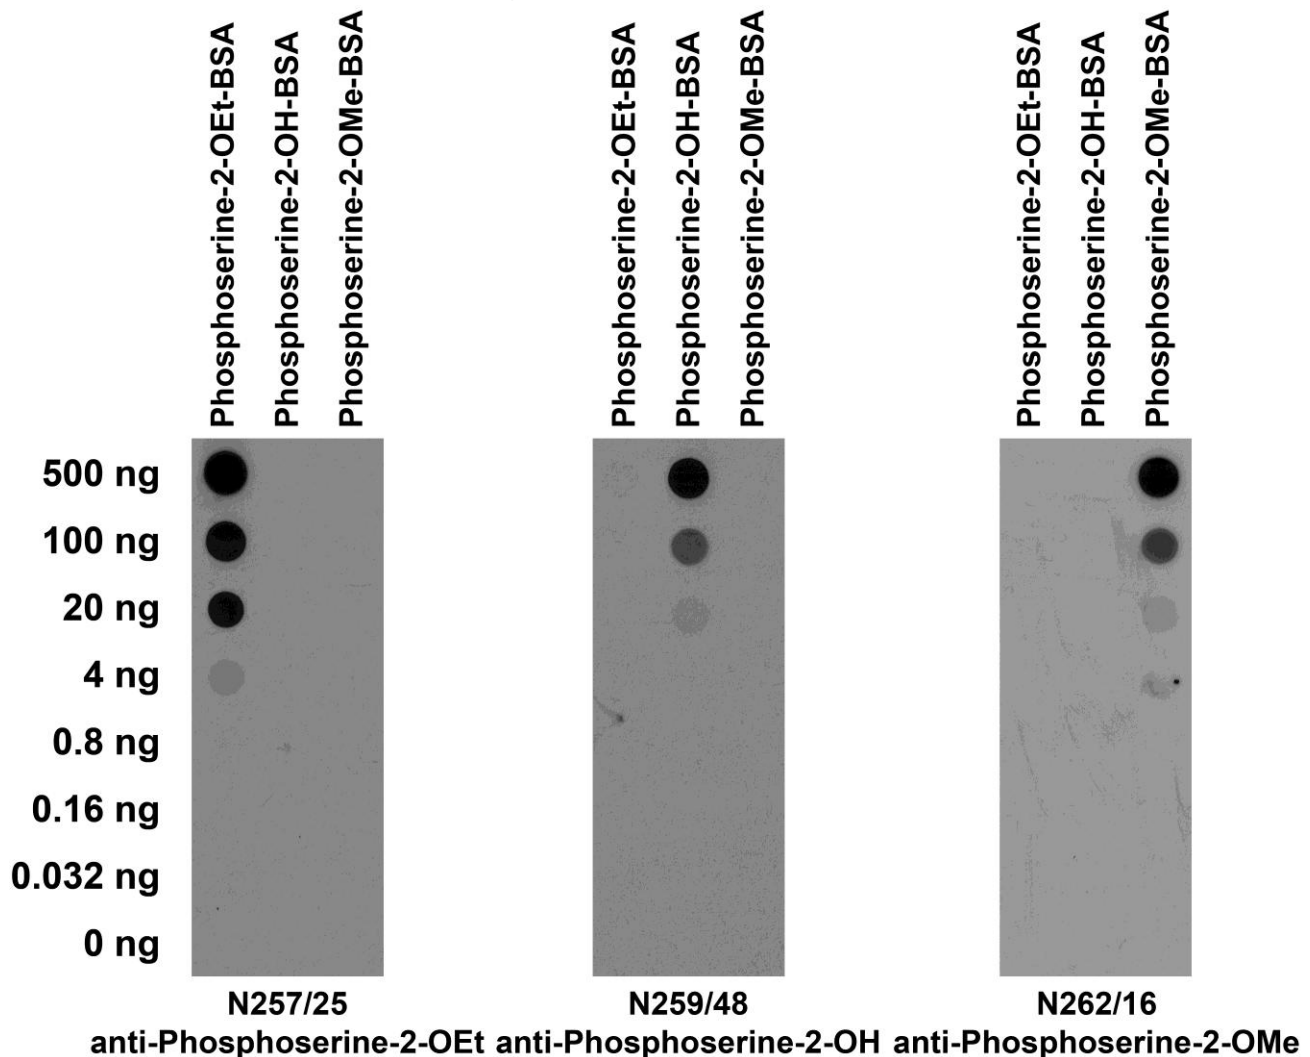 Phosphoserine-2-OEt-BSA
Phosphoserine-2-OH-BSA
Phosphoserine-2-OMe-BSA
Phosphoserine-2-OEt-BSA
Phosphoserine-2-OH-BSA
Phosphoserine-2-OMe-BSA
Phosphoserine-2-OEt-BSA
Phosphoserine-2-OH-BSA
Phosphoserine-2-OMe-BSA
500 ng
100 ng
20 ng
4 ng
0.8 ng
0.16 ng
0.032 ng
0 ng
N257/25
anti-Phosphoserine-2-OEt
N259/48
anti-Phosphoserine-2-OH
N262/16
anti-Phosphoserine-2-OMe